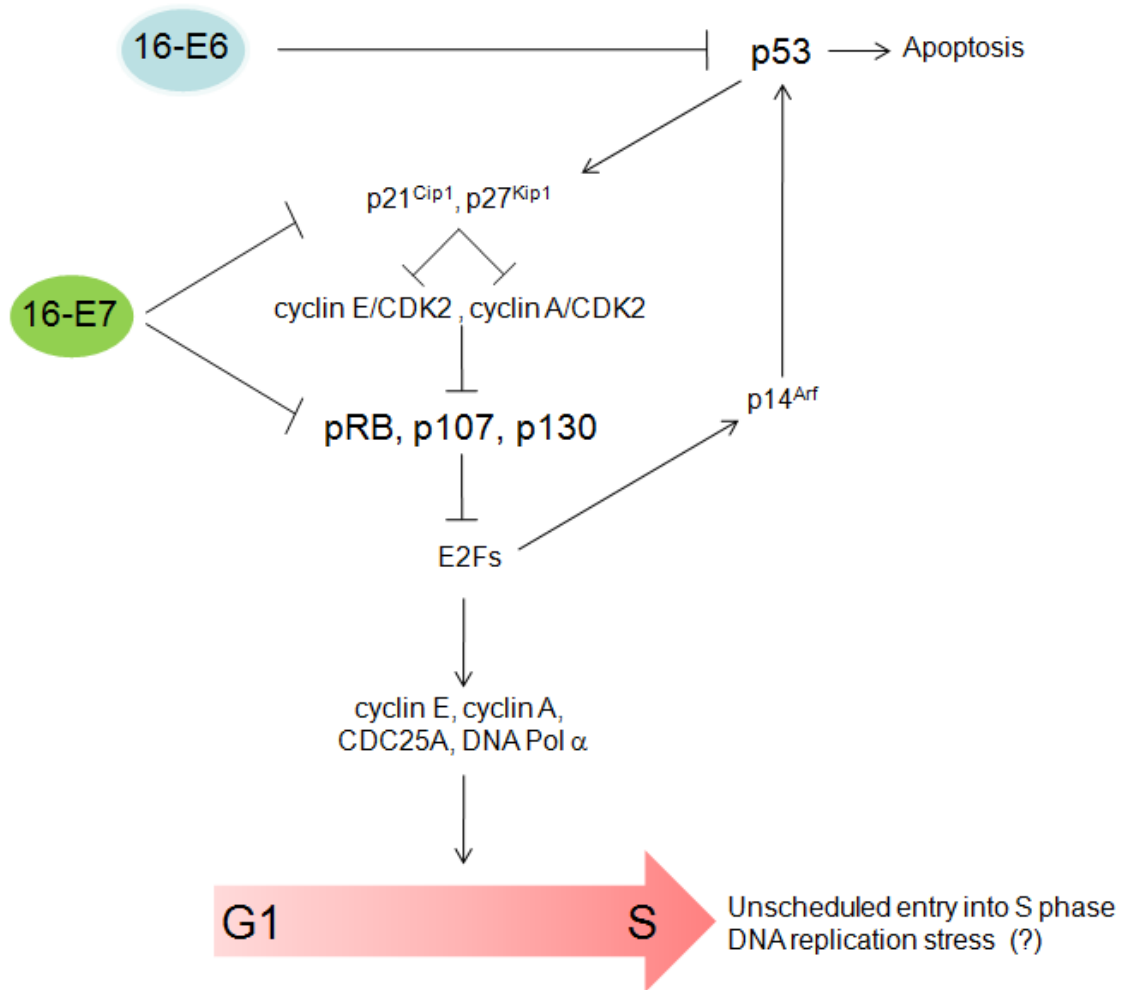 16-E6
p53
Apoptosis
p21Cip1, p27Kip1
16-E7
cyclin E/CDK2 , cyclin A/CDK2
p14Arf
pRB, p107, p130
E2Fs
cyclin E, cyclin A,
CDC25A, DNA Pol α
G1
S
Unscheduled entry into S phase
DNA replication stress (?)